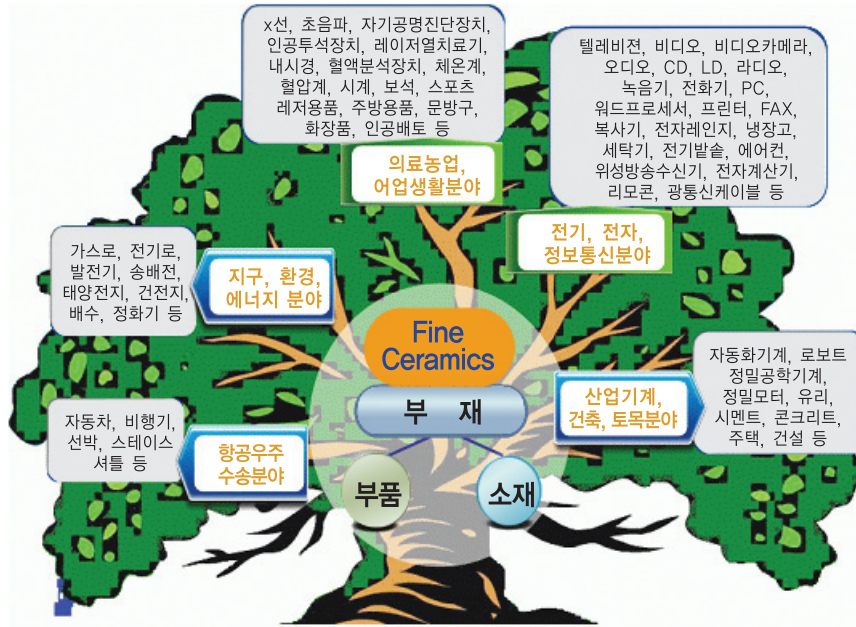 x선, 초음파, 자기공명진단장치,
인공투석장치, 레이저열치료기,
내시경, 혈액분석장치, 체온계,
혈압계, 시계, 보석, 스포츠
레저용품, 주방용품, 문방구,
화장품, 인공배토 등
의료농업,
어업생활분야
텔레비젼, 비디오, 비디오카메라,
오디오, CD, LD, 라디오,
녹음기, 전화기, PC,
워드프로세서, 프린터, FAX,
복사기, 전자레인지, 냉장고,
세탁기, 전기밭솥, 에어컨,
위성방송수신기, 전자계산기,
리모콘, 광통신케이블 등
전기, 전자,
정보통신분야
가스로, 전기로,
발전기, 송배전,
태양전지, 건전지,
배수, 정화기 등
지구, 환경,
에너지 분야
Fine
Ceramics
부 재
부품
소재
자동화기계, 로보트
정밀공학기계,
정밀모터, 유리,
시멘트, 콘크리트,
주택, 건설 등
산업기계,
건축, 토목분야
자동차, 비행기,
선박, 스테이스
셔틀 등
항공우주
수송분야